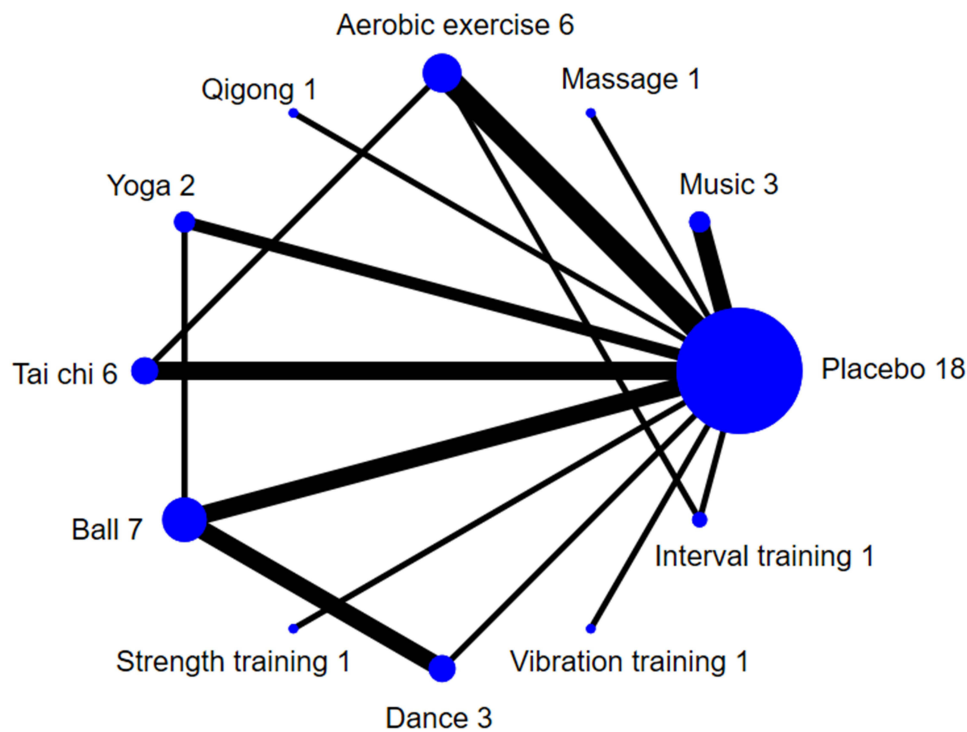 Aerobic exercise 6
Massage 1
Qigong 1
Music 3
Yoga 2
Placebo 18
Tai chi 6
Ball 7
Interval training 1
Strength training 1
Vibration training 1
Dance 3